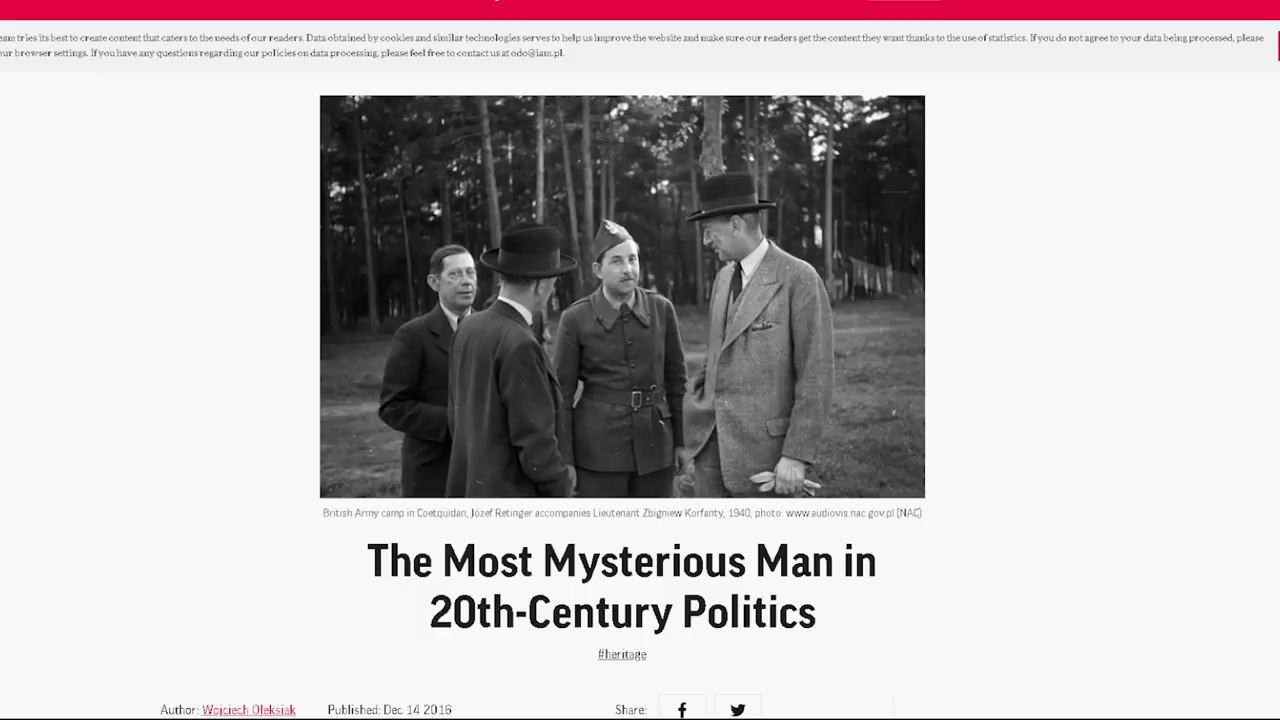 eam tries its best to create content that caters to the needs of our readers. Data obtained by cookies and similar technologies serves to help us improve the website and make sure our readers get the content they want thanks to the use of statistics. If you do not agree to your data being processed, please
ur browser settings. If you have any questions regarding our policies on data processing, please feel free to contact us at odo@iam.pl.
British Army camp in Coetquidan, Józef Retinger accompanies Lieutenant Zbigniew Korfanty, 1940, photo: www.audiovis.nac.gov.pl (NAC)
The Most Mysterious Man in
20th-Century Politics
#heritage
Author: Wojciech Oleksiak Published: Dec 14 2016 Share: